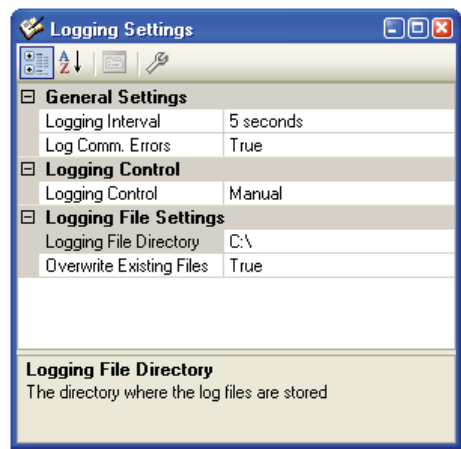 Logging Settings
General Settings
Logging Interval 5 seconds
Log Comm. Errors True
Logging Control
Logging Control Manual
Logging File Settings
Logging File Directory C:\
Overwrite Existing Files True
Logging File Directory
The directory where the log files are stored